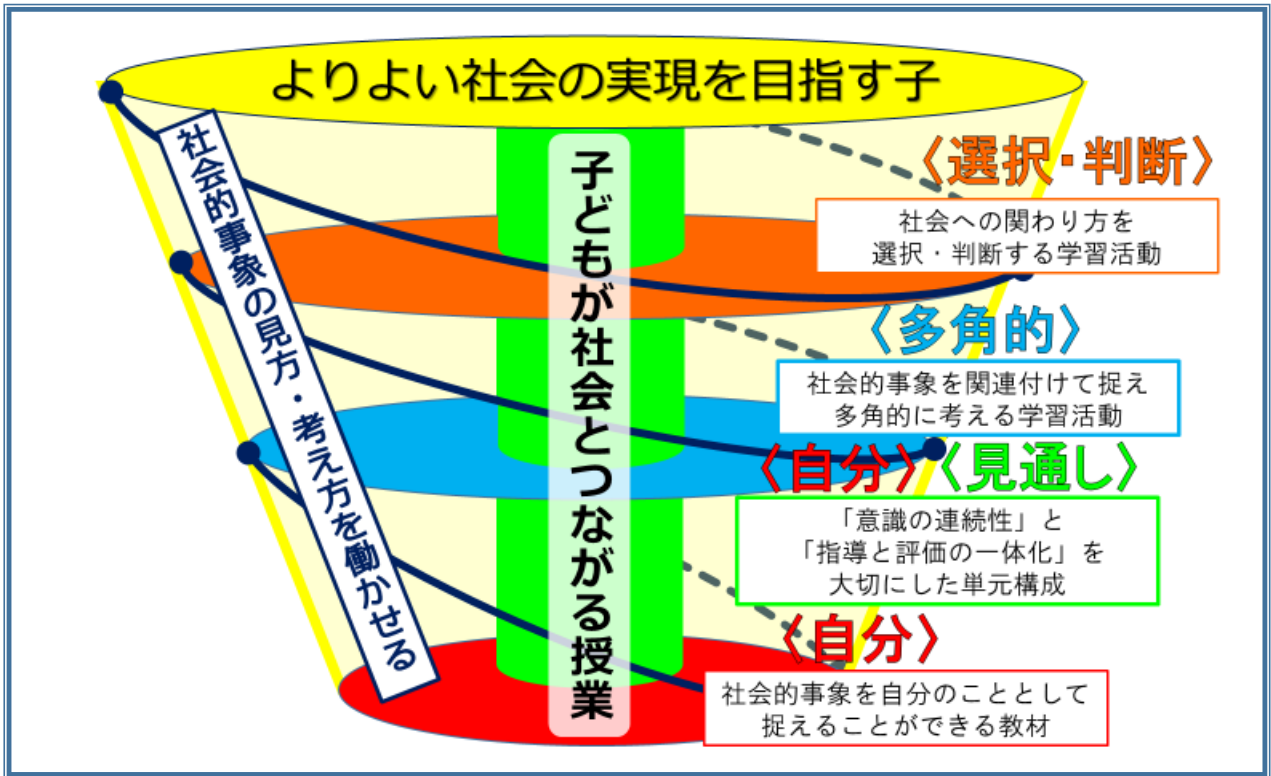 よりよい社会の実現を目指す子
社会的事象の見方・考え方を働かせる
子どもが社会とつながる授業
〈選択・判断〉
社会への関わり方を
選択・判断する学習活動
〈多角的〉
社会的事象を関連付けて捉え
多角的に考える学習活動
〈自分〉〈見通し〉
「意識の連続性」と
「指導と評価の一体化」を
大切にした単元構成
〈自分〉
社会的事象を自分のこととして
捉えることができる教材